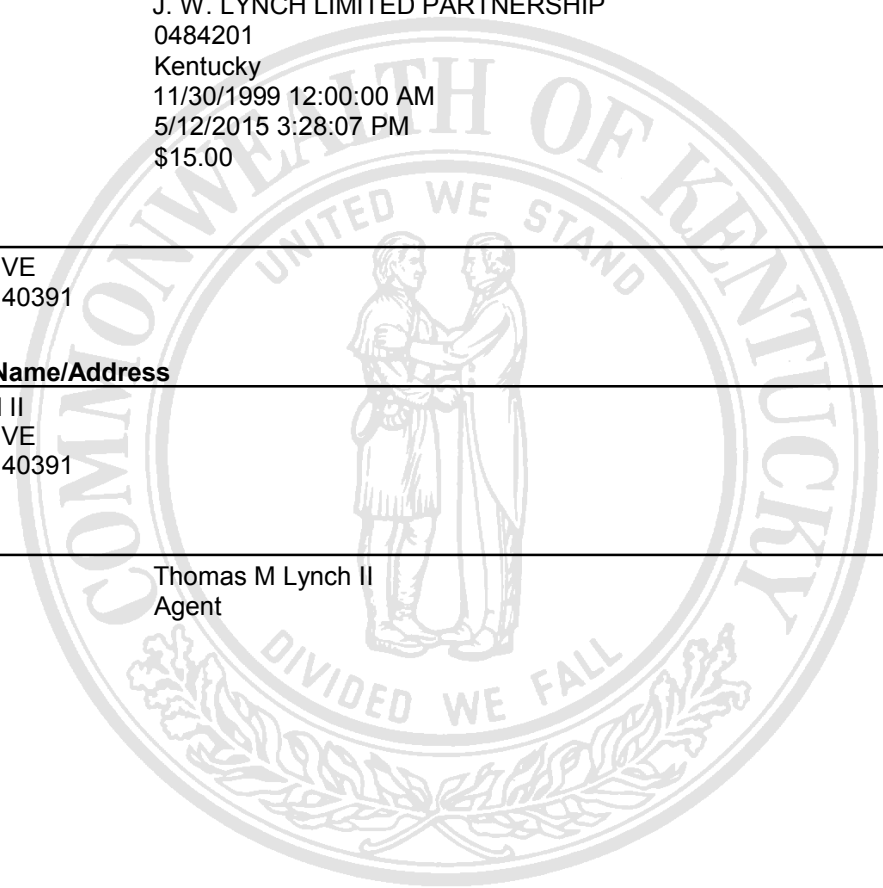 J. W. LYNCH LIMITED PARTNERSHIP
0484201
Kentucky
11/30/1999 12:00:00 AM
5/12/2015 3:28:07 PM
$15.00
COMMONWEALTH OF KENTUCKY
UNITED WE STAND
VE
40391
Name/Address
II
VE
40391
Thomas M Lynch II
Agent
DIVIDED WE FALL